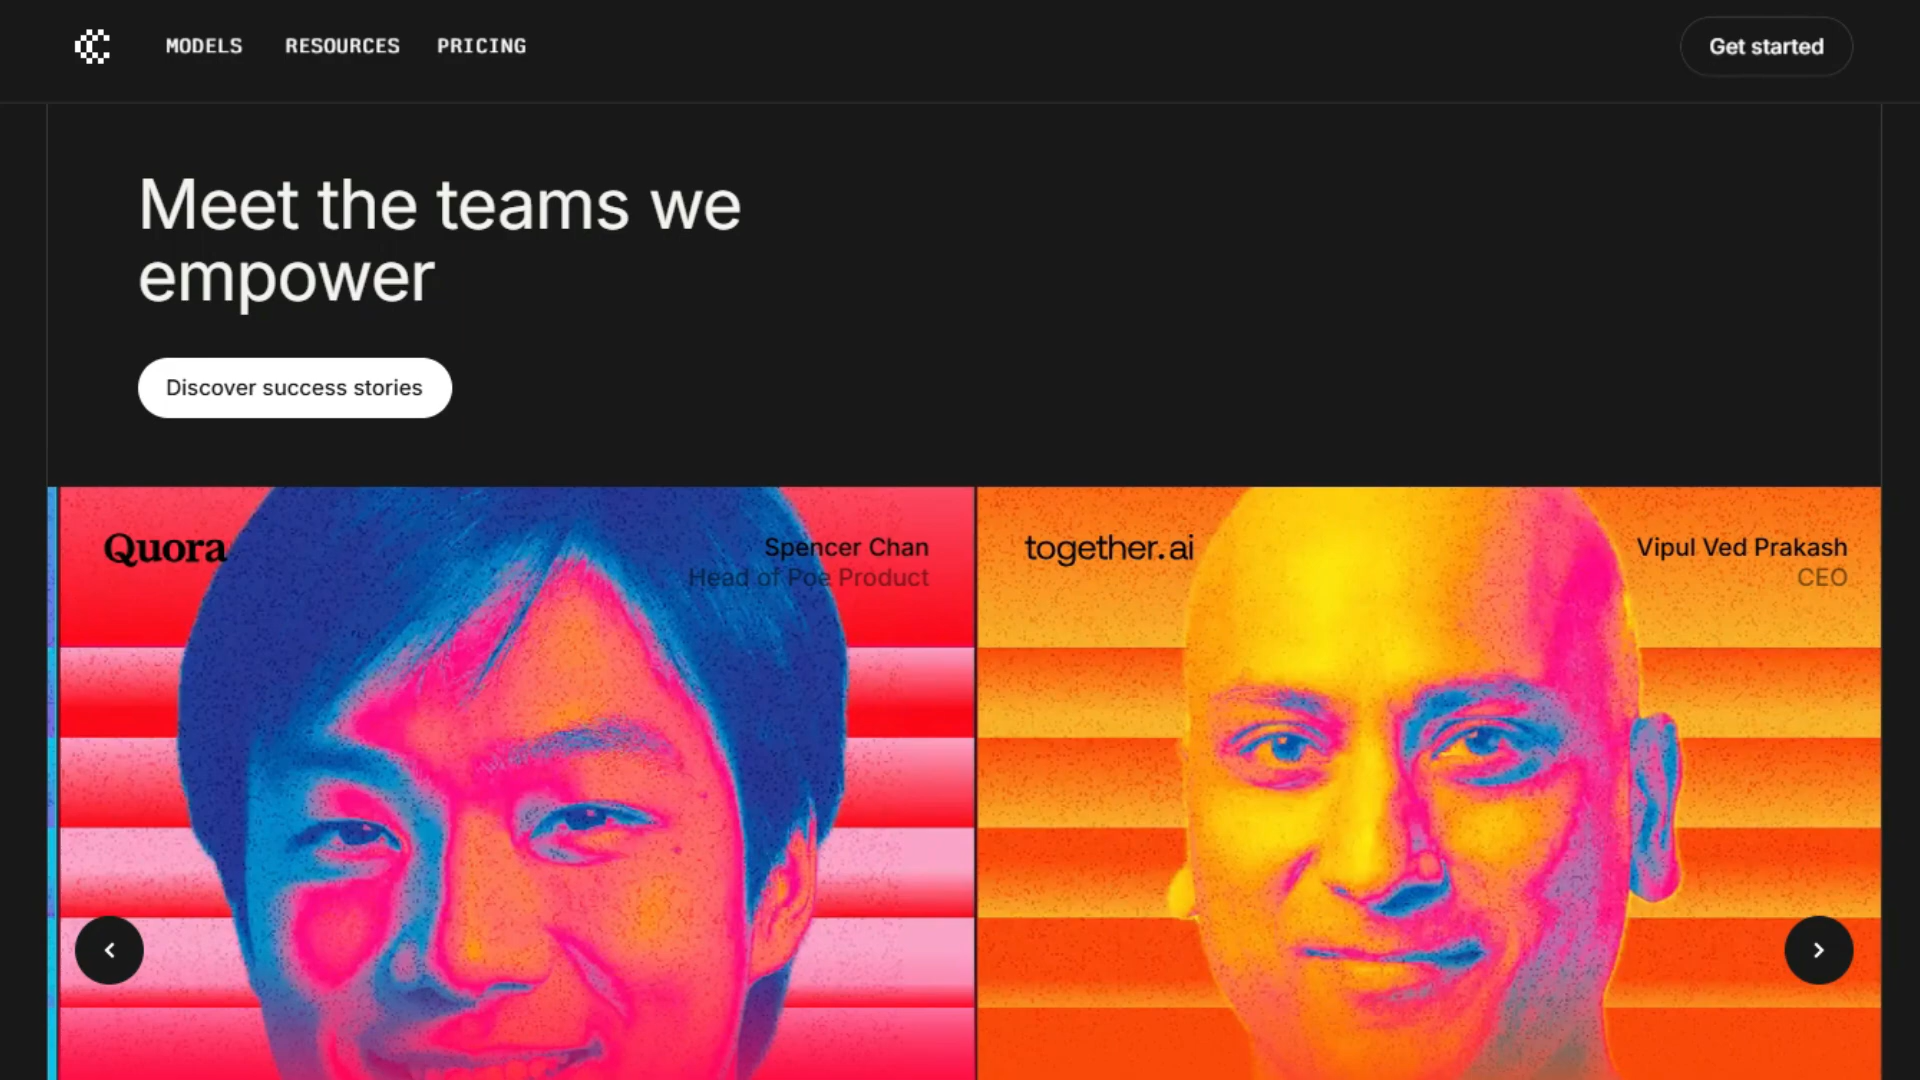 MODELS RESOURCES PRICING
Get started
Meet the teams we
empower
Discover success stories
Quora
Spencer Chan
Head of Poe Product
together.ai
Vipul Ved Prakash
CEO